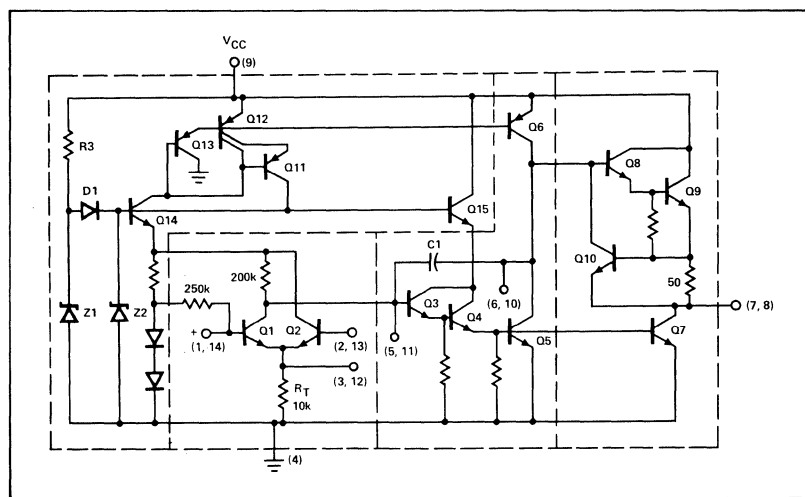 VCC
(9)
Q12
Q6
R3
Q13
Q8
Q11
Q9
D1
Q14
Q15
C1
Q10
200k
250k
50
Z1
Z2
Q3
(6, 10)
(7, 8)
+
(1, 14)
Q1
Q2
(2, 13)
Q4
Q7
(5, 11)
Q5
(3, 12)
RT
10k
(4)